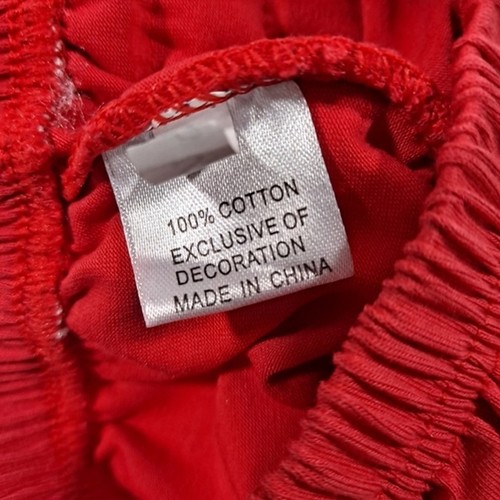 100% COTTON
EXCLUSIVE OF
DECORATION
MADE IN CHINA